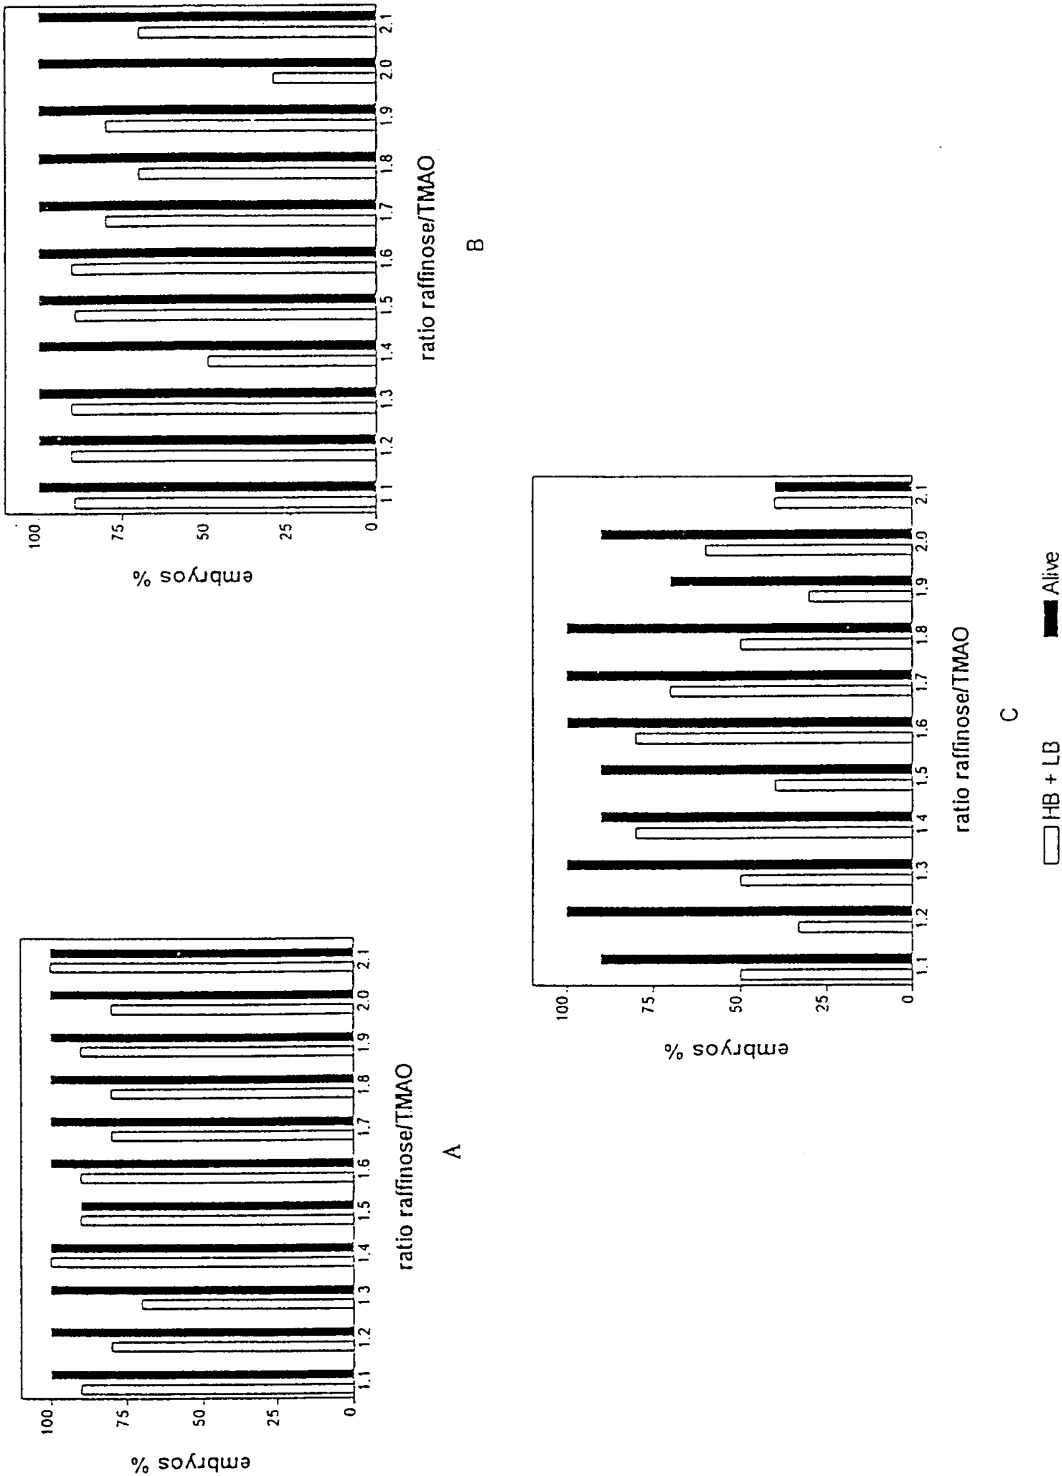 embryos %
100
75
50
25
0
1.1 1.2 1.3 1.4 1.5 1.6 1.7 1.8 1.9 2.0 2.1
ratio raffinose/TMAO
A
embryos %
100
75
50
25
0
1 1 1.2 1.3 1.4 1.5 1.6 1.7 1.8 1.9 2.0 2.1
ratio raffinose/TMAO
B
embryos %
100
75
50
25
0
1.1 1.2 1.3 1 4 1.5 1.6 1.7 1.8 1.9 2.0 2.1
ratio raffinose/TMAO
C
HB + LB Alive